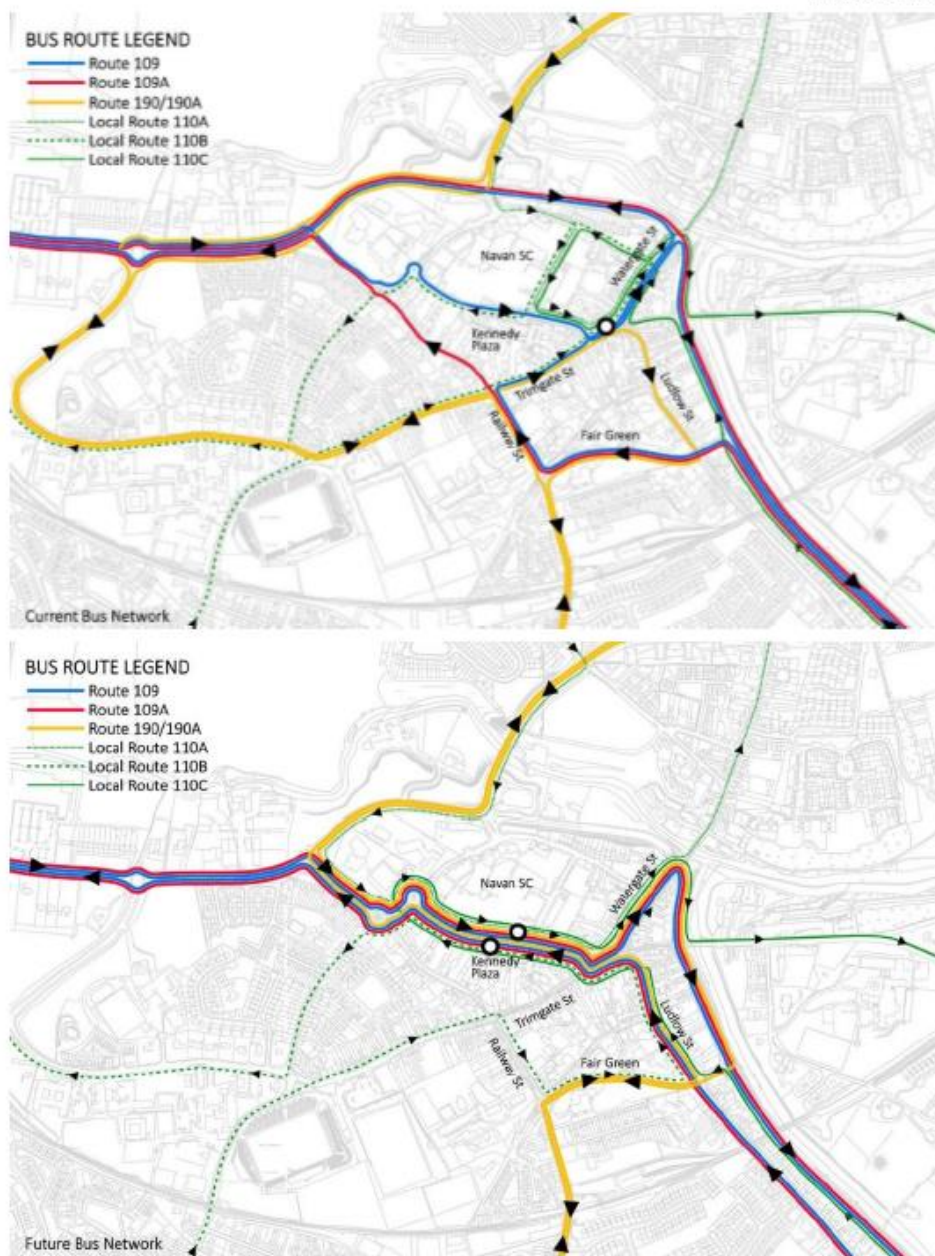 BUS ROUTE LEGEND
Route 109
Route 109A
Route 190/190A
Local Route 110A
Local Route 110B
Local Route 110C
Navan SC
Watergate St
Kennedy
Plaza
Trimgate St
Ludlow St
Railway St
Fair Green
Current Bus Network
BUS ROUTE LEGEND
Route 109
Route 109A
Route 190/190A
Local Route 110A
Local Route 110B
Local Route 110C
Navan SC
Watergate St
Kennedy
Plaza
Trimgate St
Ludlow St
Railway St
Fair Green
Future Bus Network